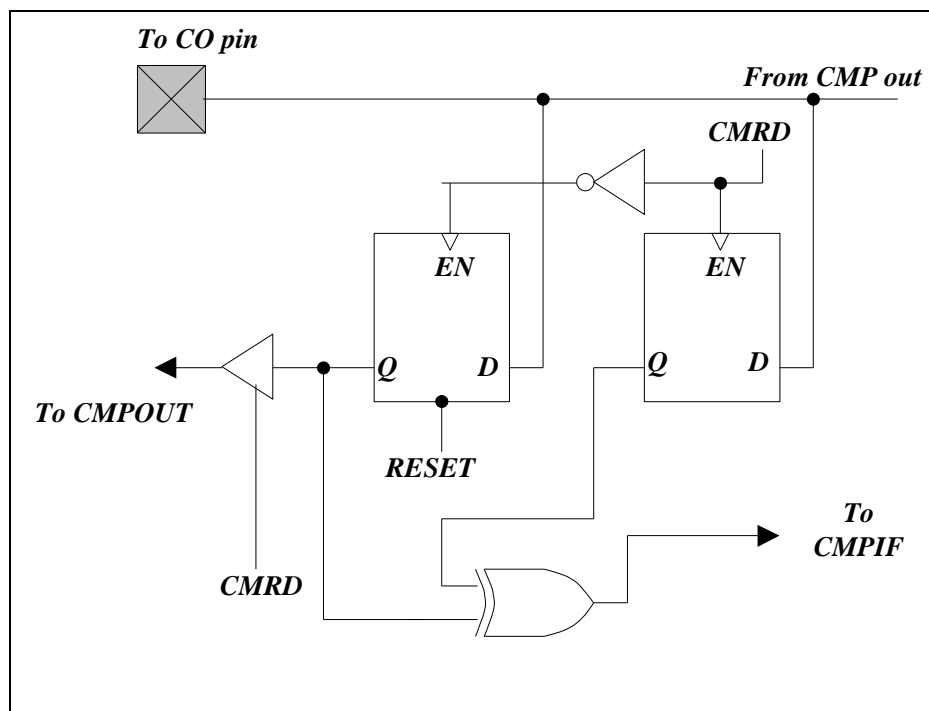 To CO pin
From CMP out
CMRD
EN
EN
Q
D
Q
D
To CMPOUT
RESET
To
CMPIF
CMRD